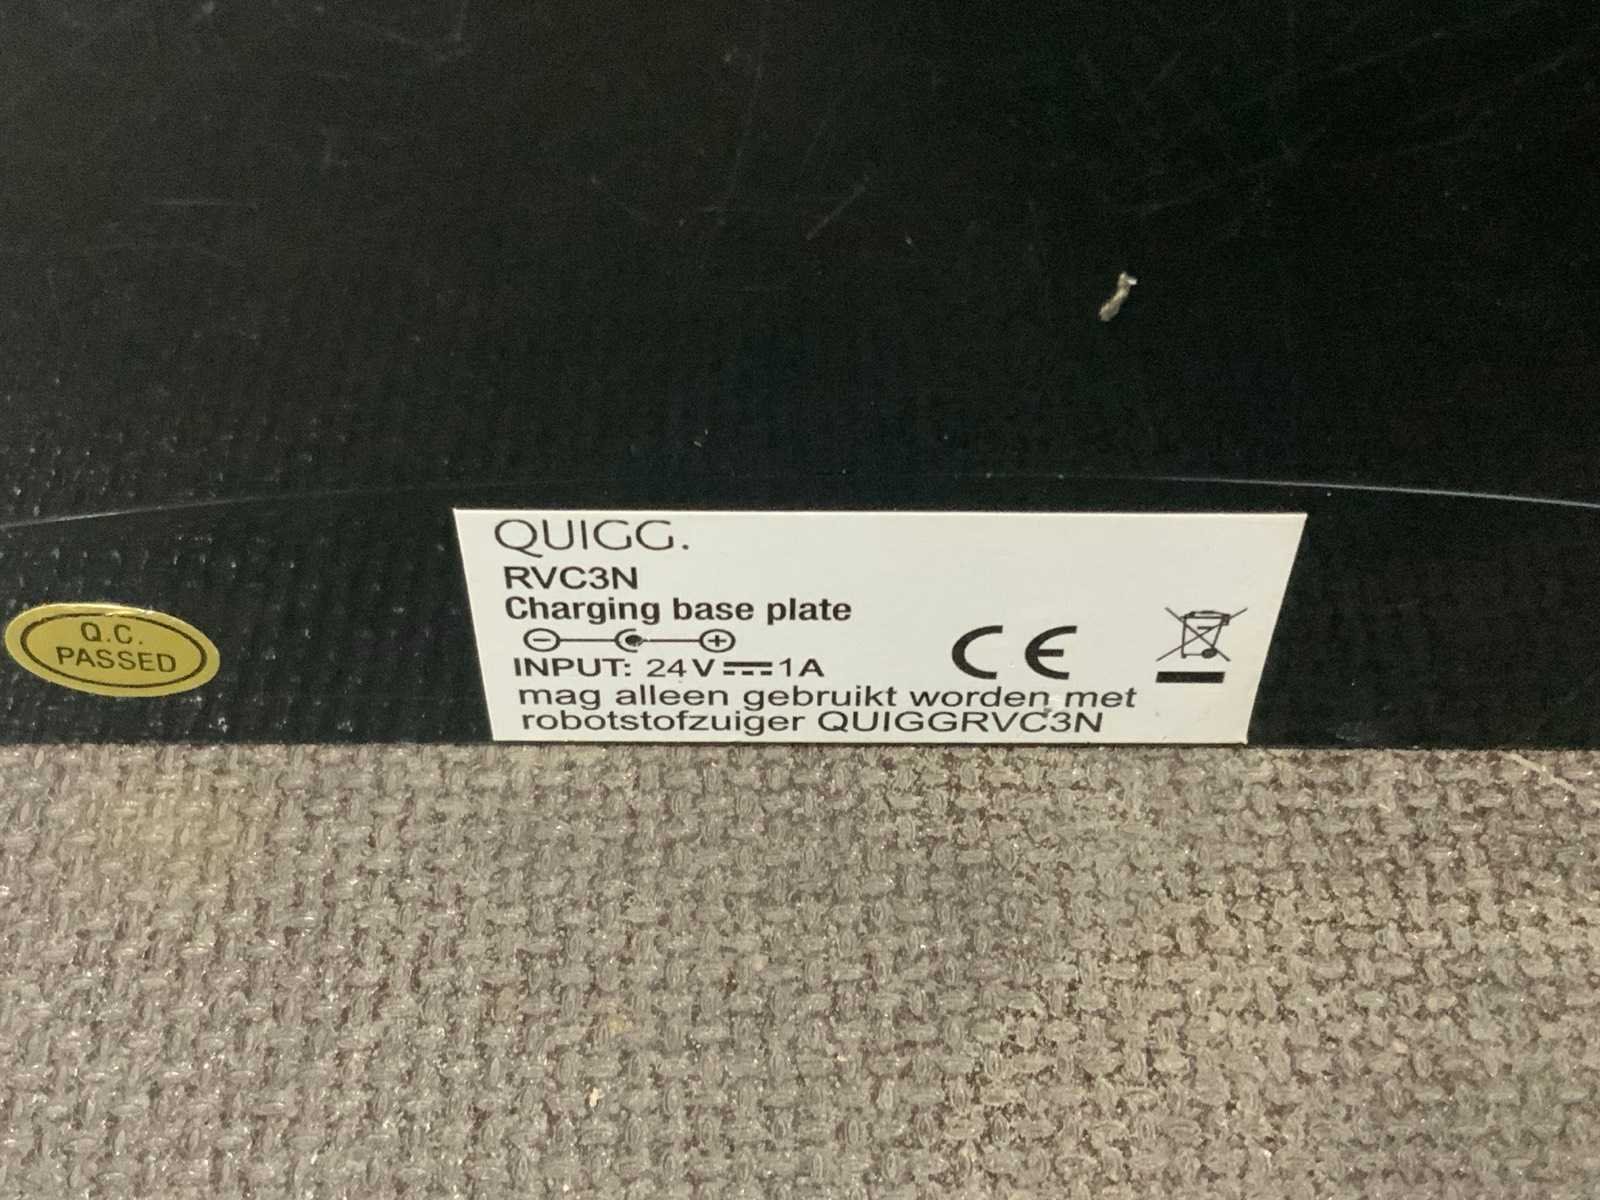 QUIGG.
RVC3N
Charging base plate
INPUT: 24V⎓1A
mag alleen gebruikt worden met
robotstofzuiger QUIGGRVC3N
CE
Q.C.
PASSED